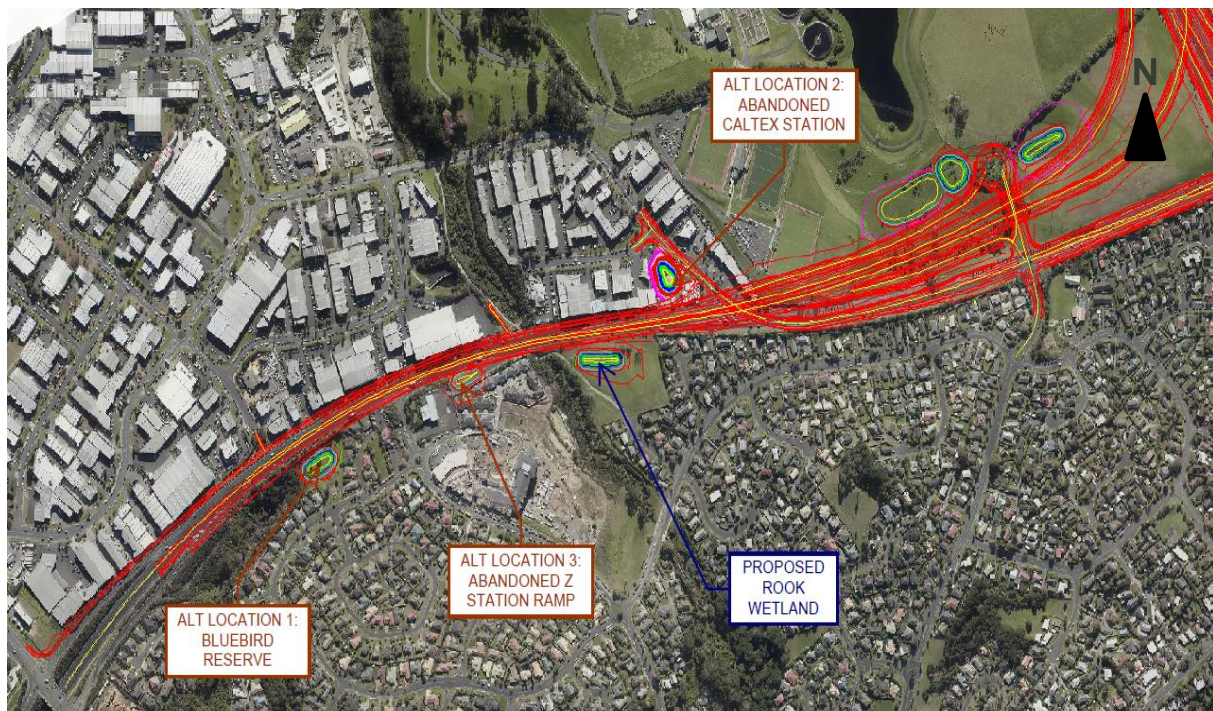 ALT LOCATION 2:
ABANDONED
CALTEX STATION
N
ALT LOCATION 3:
ABANDONED Z
STATION RAMP
PROPOSED
ROOK
WETLAND
ALT LOCATION 1:
BLUEBIRD
RESERVE